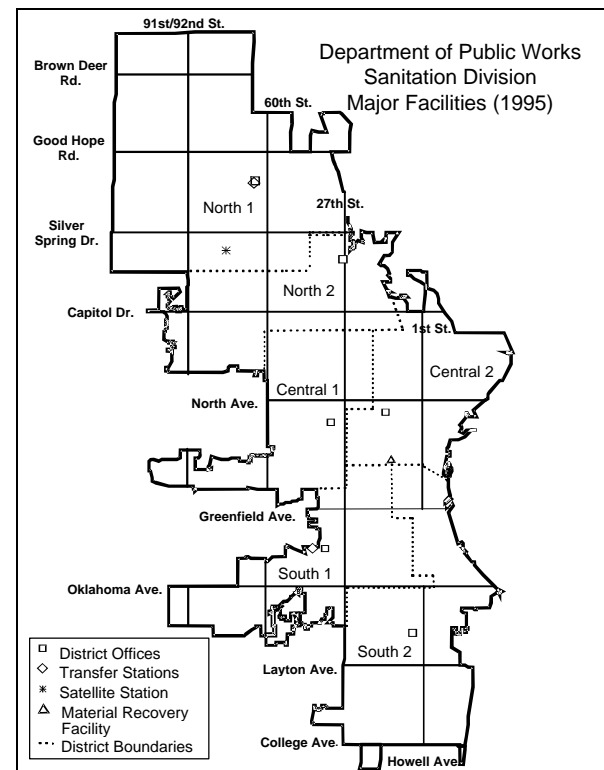 91st/92nd St.
Department of Public Works
Sanitation Division
Major Facilities (1995)
Brown Deer
Rd.
60th St.
Good Hope
Rd.
North 1
27th St.
Silver
Spring Dr.
North 2
Capitol Dr.
1st St.
Central 1
Central 2
North Ave.
Greenfield Ave.
South 1
Oklahoma Ave.
South 2
Layton Ave.
College Ave.
Howell Ave.
District Offices
Transfer Stations
Satellite Station
Material Recovery
Facility
District Boundaries